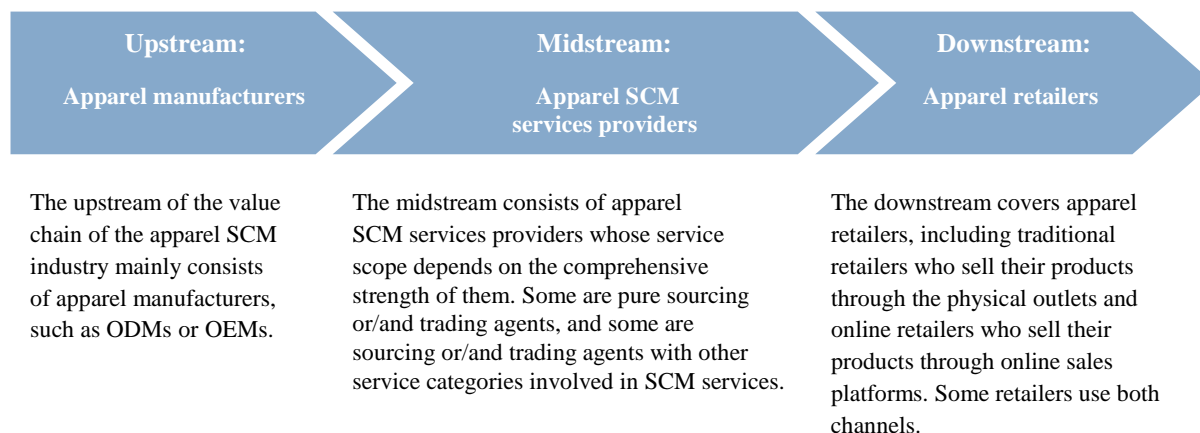 Upstream:
Apparel manufacturers
Midstream:
Apparel SCM
services providers
Downstream:
Apparel retailers
The upstream of the value
chain of the apparel SCM
industry mainly consists
of apparel manufacturers,
such as ODMs or OEMs.
The midstream consists of apparel
SCM services providers whose service
scope depends on the comprehensive
strength of them. Some are pure sourcing
or/and trading agents, and some are
sourcing or/and trading agents with other
service categories involved in SCM services.
The downstream covers apparel
retailers, including traditional
retailers who sell their products
through the physical outlets and
online retailers who sell their
products through online sales
platforms. Some retailers use both
channels.